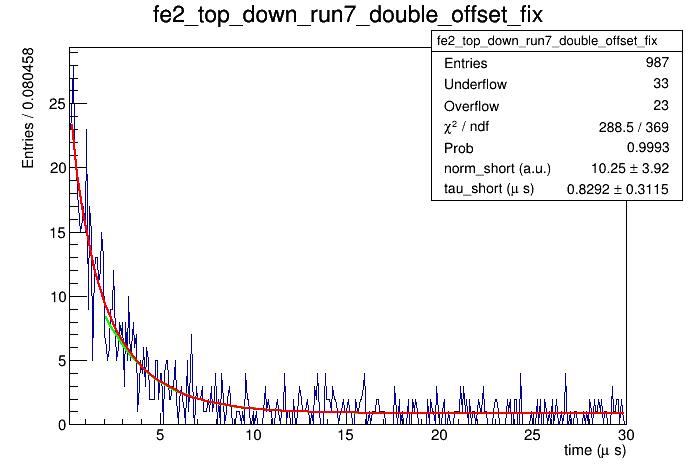 fe2_top_down_run7_double_offset_fix
fe2_top_down_run7_double_offset_fix
Entries 987
Underflow 33
Overflow 23
χ² / ndf 288.5 / 369
Prob 0.9993
norm_short (a.u.) 10.25 ± 3.92
tau_short (μ s) 0.8292 ± 0.3115
Entries / 0.080458
25
20
15
10
5
0
5 10 15 20 25 30
time (μ s)